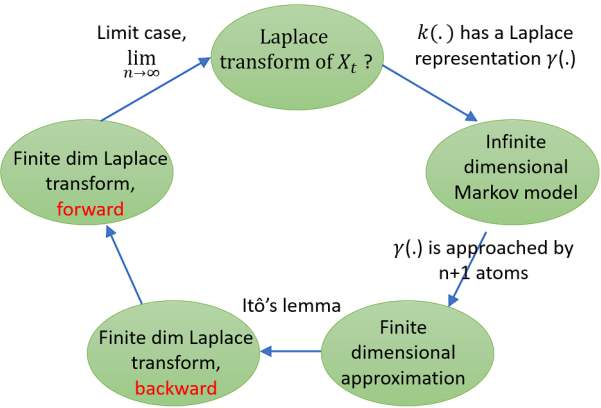 Limit case,
lim
n→∞
Laplace
transform of X_t ?
k(.) has a Laplace
representation γ(.)
Infinite
dimensional
Markov model
γ(.) is approached by
n+1 atoms
Finite
dimensional
approximation
Itô's lemma
Finite dim Laplace
transform,
backward
Finite dim Laplace
transform,
forward